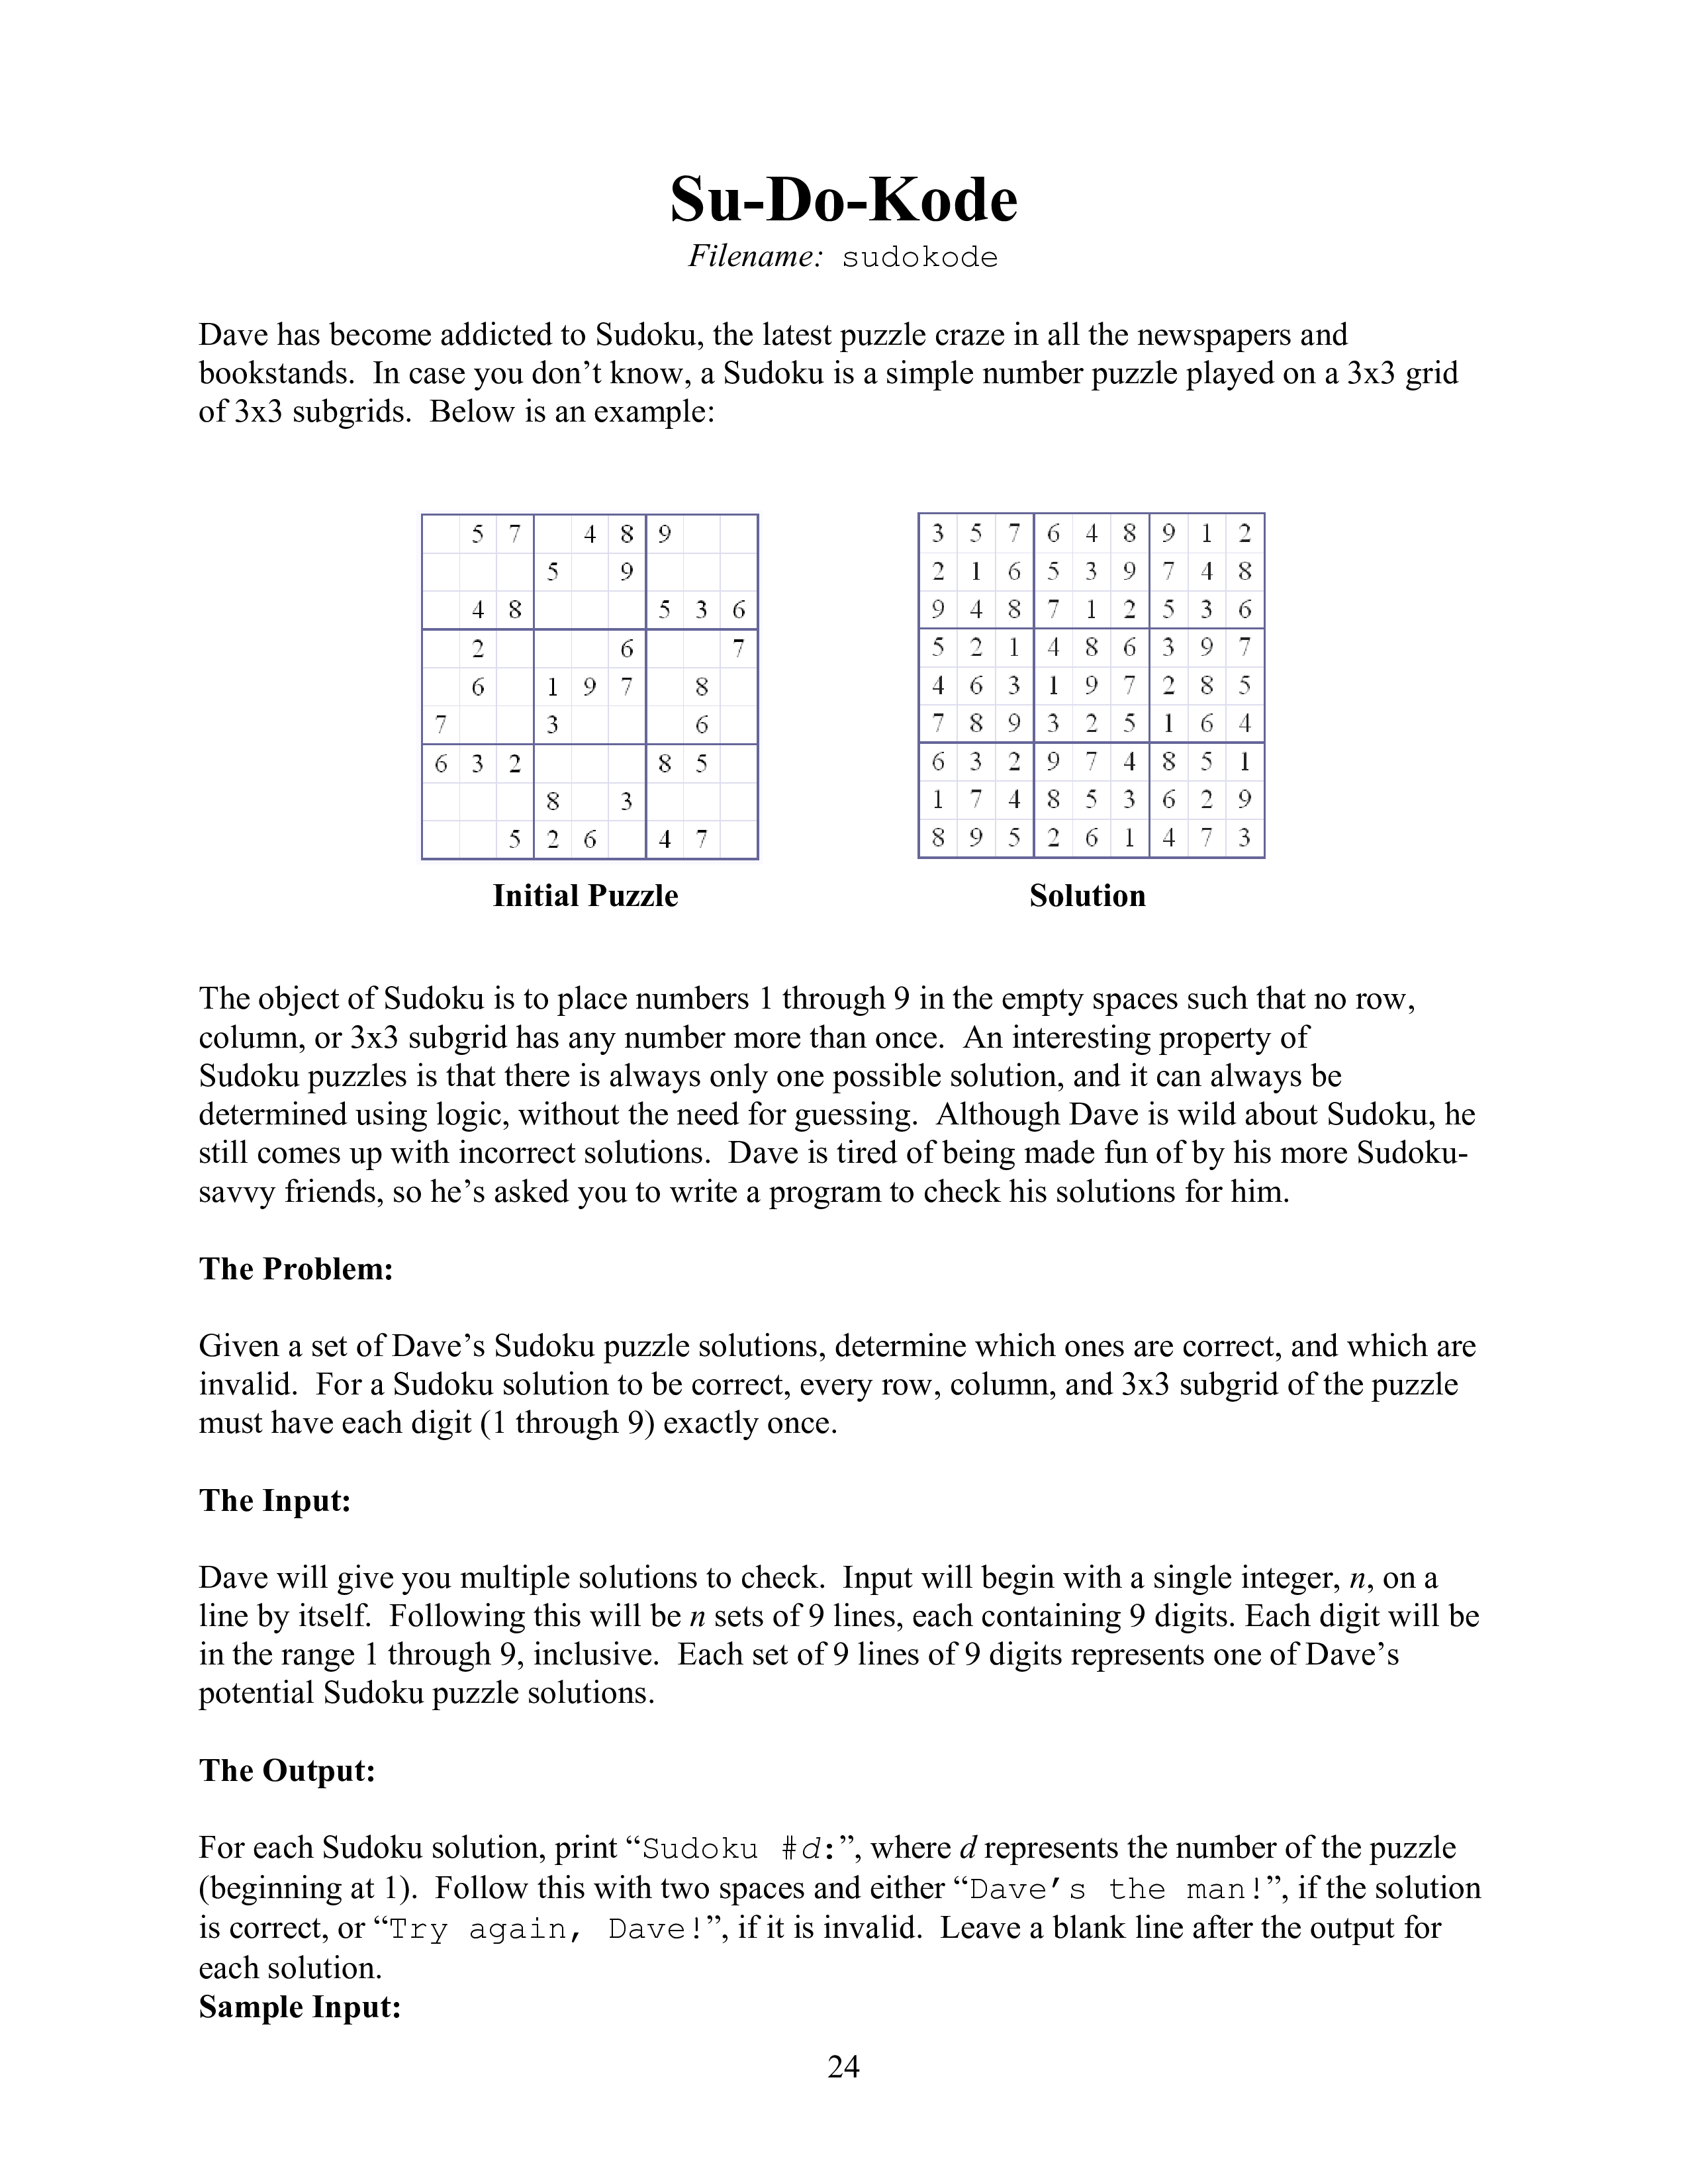 Su-Do-Kode
Filename: sudokode
Dave has become addicted to Sudoku, the latest puzzle craze in all the newspapers and
bookstands.  In case you don’t know, a Sudoku is a simple number puzzle played on a 3x3 grid
of 3x3 subgrids.  Below is an example:
5 7 4 8 9
5 9
4 8 5 3 6
2 6 7
6 1 9 7 8
7 3 6
6 3 2 8 5
8 3
5 2 6 4 7
Initial Puzzle
3 5 7 6 4 8 9 1 2
2 1 6 5 3 9 7 4 8
9 4 8 7 1 2 5 3 6
5 2 1 4 8 6 3 9 7
4 6 3 1 9 7 2 8 5
7 8 9 3 2 5 1 6 4
6 3 2 9 7 4 8 5 1
1 7 4 8 5 3 6 2 9
8 9 5 2 6 1 4 7 3
Solution
The object of Sudoku is to place numbers 1 through 9 in the empty spaces such that no row,
column, or 3x3 subgrid has any number more than once.  An interesting property of
Sudoku puzzles is that there is always only one possible solution, and it can always be
determined using logic, without the need for guessing.  Although Dave is wild about Sudoku, he
still comes up with incorrect solutions.  Dave is tired of being made fun of by his more Sudoku-
savvy friends, so he’s asked you to write a program to check his solutions for him.
The Problem:
Given a set of Dave’s Sudoku puzzle solutions, determine which ones are correct, and which are
invalid.  For a Sudoku solution to be correct, every row, column, and 3x3 subgrid of the puzzle
must have each digit (1 through 9) exactly once.
The Input:
Dave will give you multiple solutions to check.  Input will begin with a single integer, n, on a
line by itself.  Following this will be n sets of 9 lines, each containing 9 digits. Each digit will be
in the range 1 through 9, inclusive.  Each set of 9 lines of 9 digits represents one of Dave’s
potential Sudoku puzzle solutions.
The Output:
For each Sudoku solution, print “Sudoku #d:”, where d represents the number of the puzzle
(beginning at 1).  Follow this with two spaces and either “Dave’s the man!”, if the solution
is correct, or “Try again, Dave!”, if it is invalid.  Leave a blank line after the output for
each solution.
Sample Input:
24